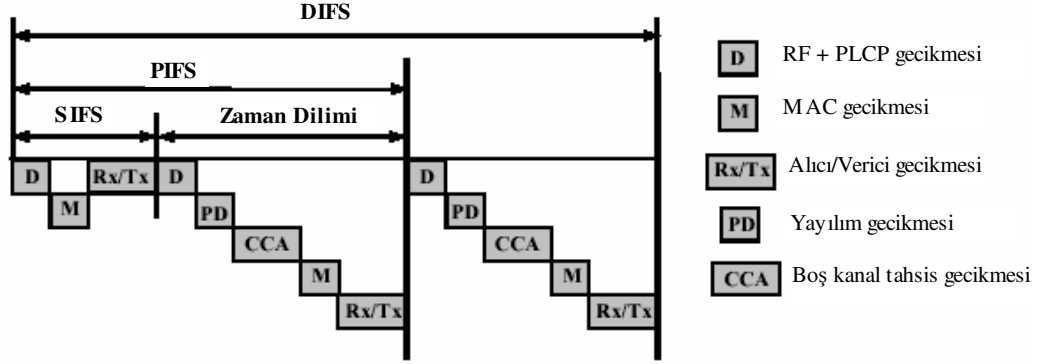 DIFS
PIFS
SIFS Zaman Dilimi
D Rx/Tx D D
M PD PD
CCA CCA
M M
Rx/Tx Rx/Tx
D RF + PLCP gecikmesi
M MAC gecikmesi
Rx/Tx Alıcı/Verici gecikmesi
PD Yayılım gecikmesi
CCA Boş kanal tahsis gecikmesi